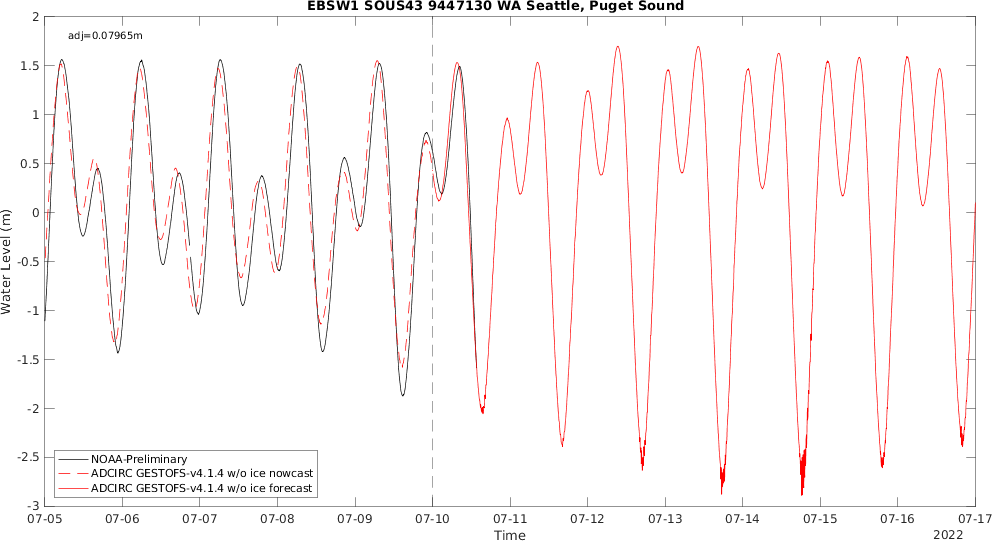 EBSW1 SOUS43 9447130 WA Seattle, Puget Sound
adj=0.07965m
2
1.5
1
0.5
0
-0.5
-1
-1.5
-2
-2.5
-3
Water Level (m)
NOAA-Preliminary
ADCIRC GESTOFS-v4.1.4 w/o ice nowcast
ADCIRC GESTOFS-v4.1.4 w/o ice forecast
07-05 07-06 07-07 07-08 07-09 07-10 07-11 07-12 07-13 07-14 07-15 07-16 07-17
Time
2022